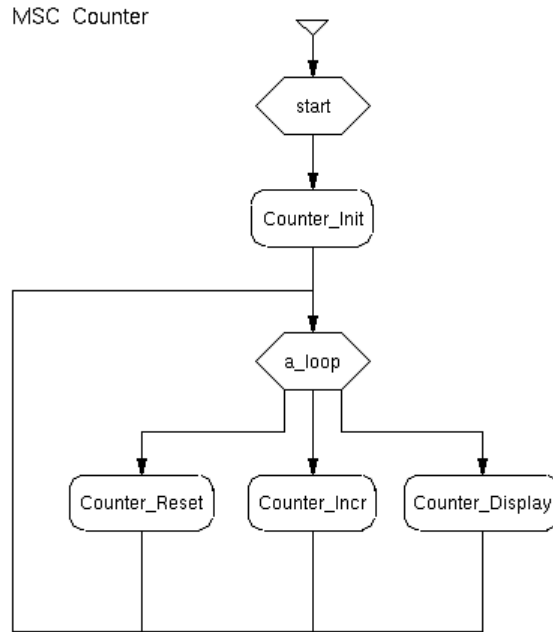 MSC Counter
start
Counter_Init
a_loop
Counter_Reset
Counter_Incr
Counter_Display